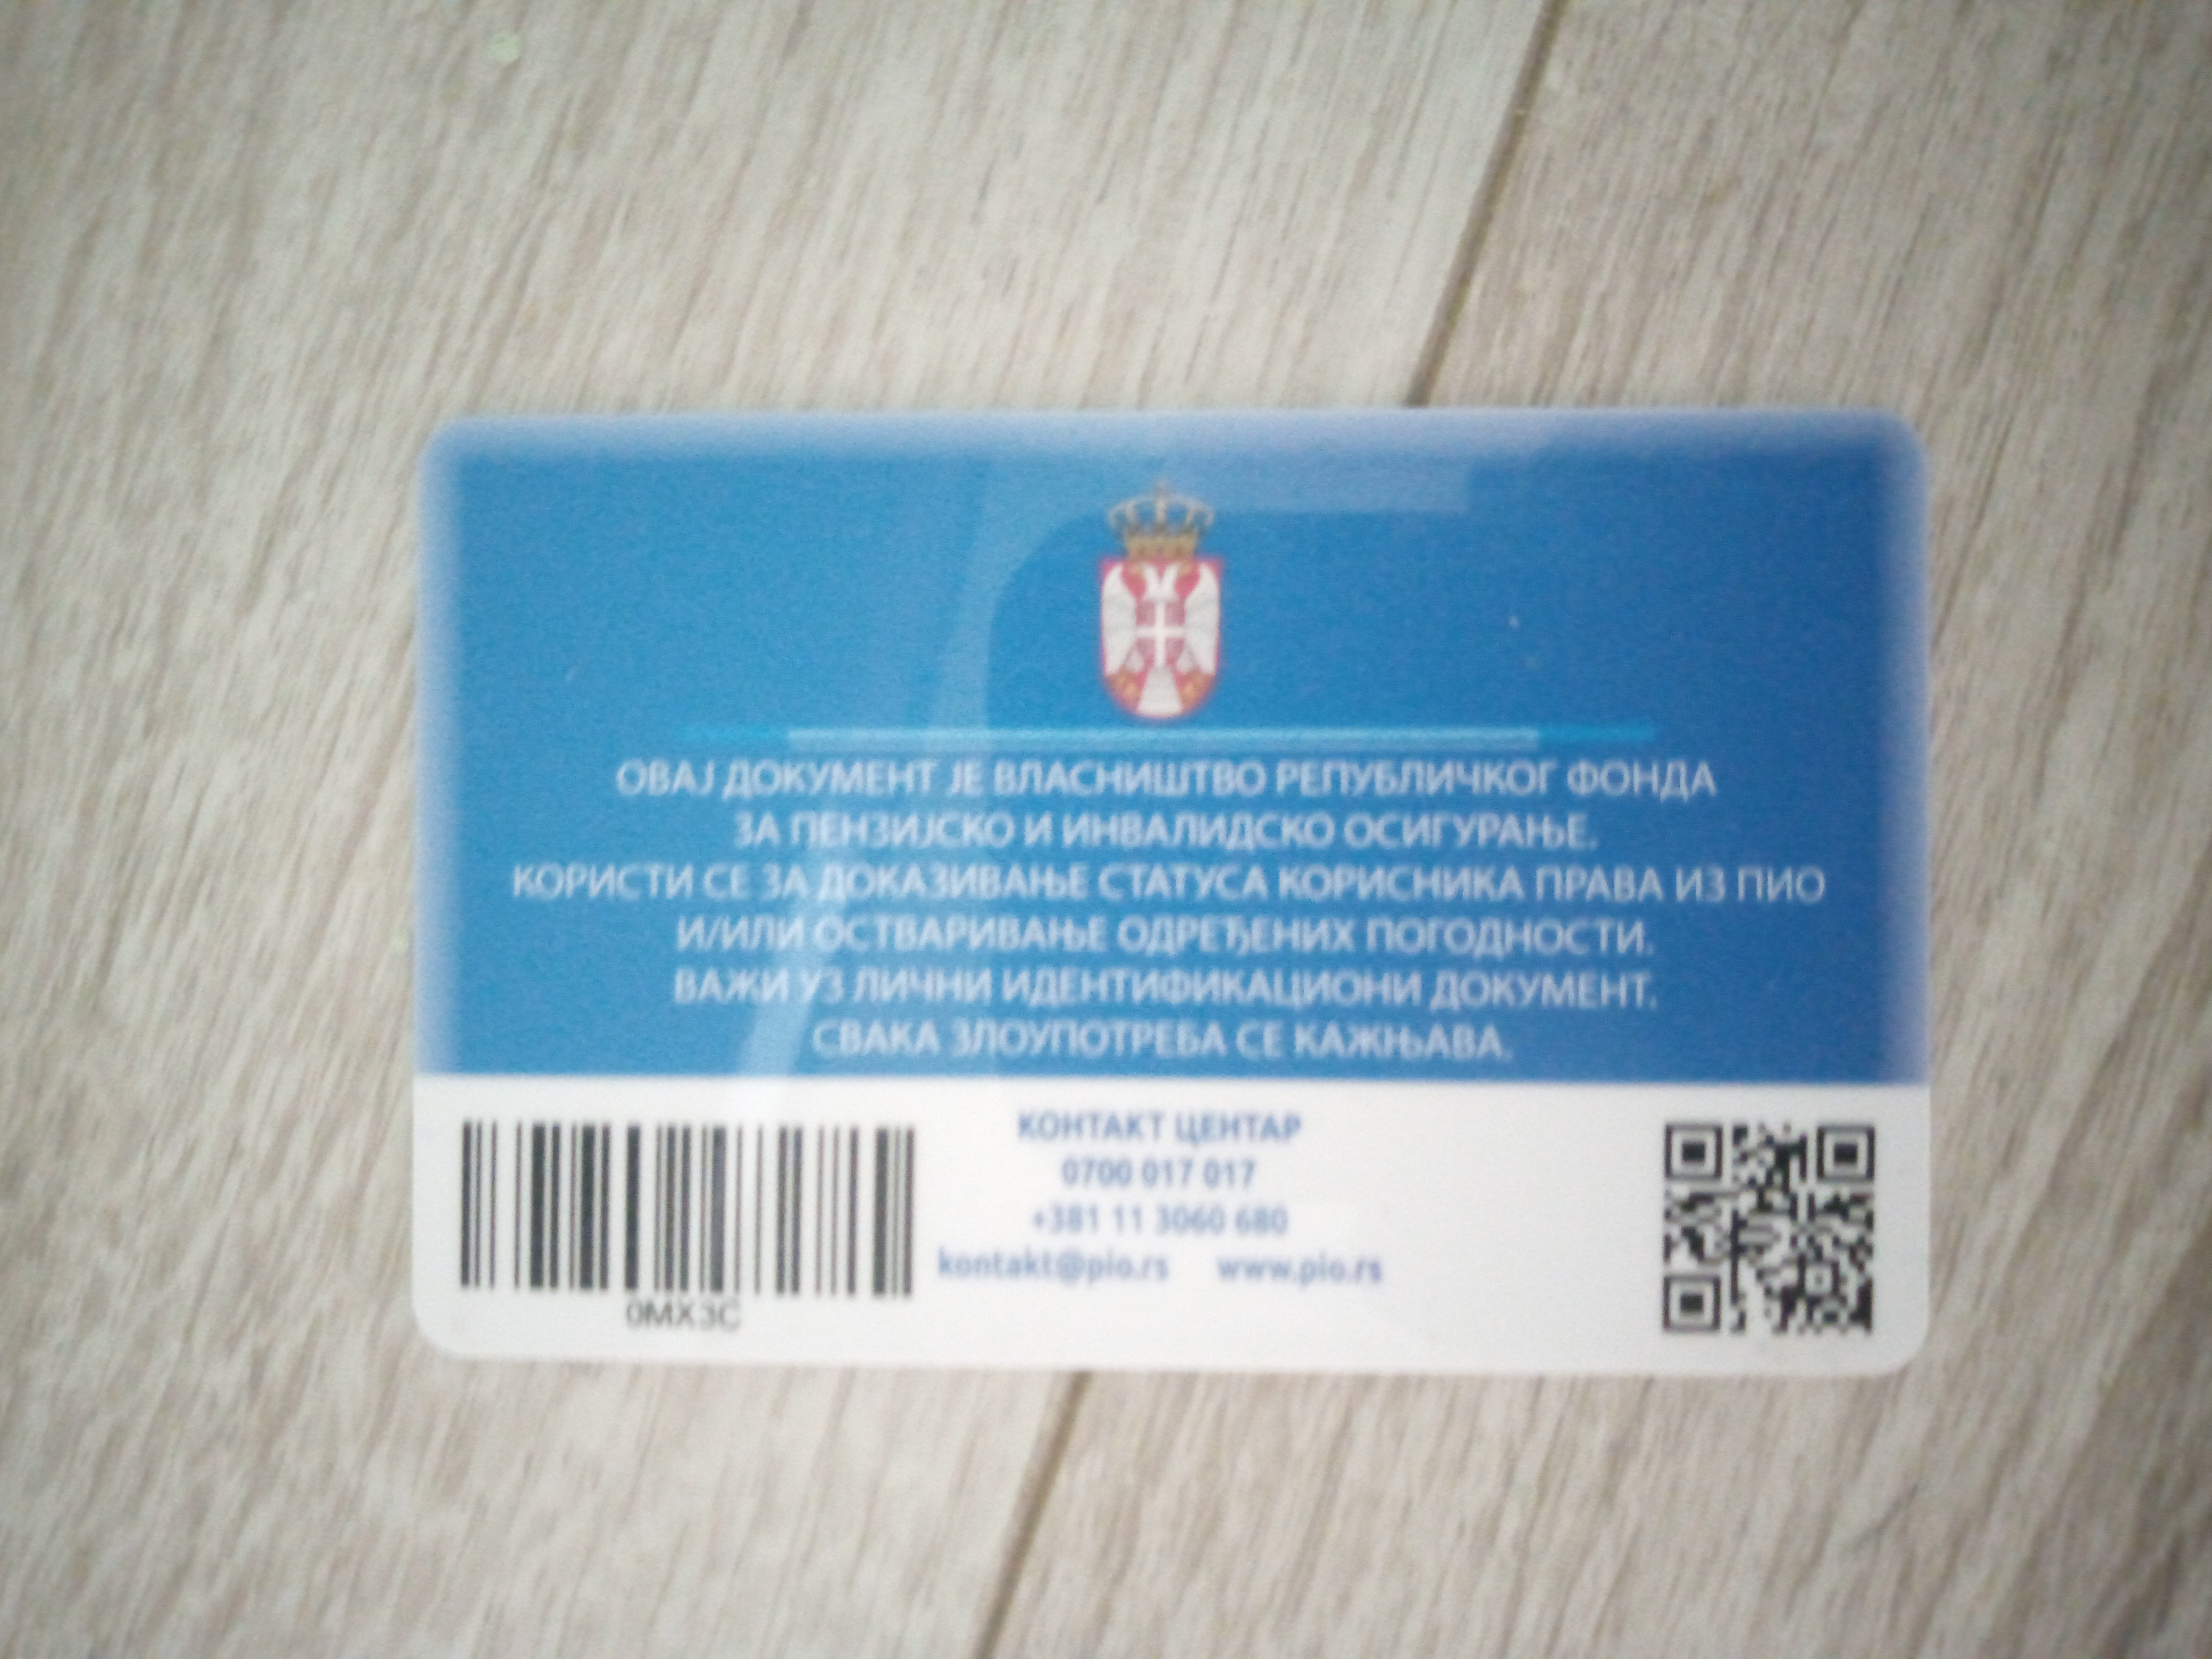 ОВАЈ ДОКУМЕНТ ЈЕ ВЛАСНИШТВО РЕПУБЛИЧКОГ ФОНДА
ЗА ПЕНЗИЈСКО И ИНВАЛИДСКО ОСИГУРАЊЕ.
КОРИСТИ СЕ ЗА ДОКАЗИВАЊЕ СТАТУСА КОРИСНИКА ПРАВА ИЗ ПИО
И/ИЛИ ОСТВАРИВАЊЕ ОДРЕЂЕНИХ ПОГОДНОСТИ.
ВАЖИ УЗ ЛИЧНИ ИДЕНТИФИКАЦИОНИ ДОКУМЕНТ.
СВАКА ЗЛОУПОТРЕБА СЕ КАЖЊАВА.
КОНТАКТ ЦЕНТАР
0700 017 017
+381 11 3060 680
kontakt@pio.rs www.pio.rs
0MX3C